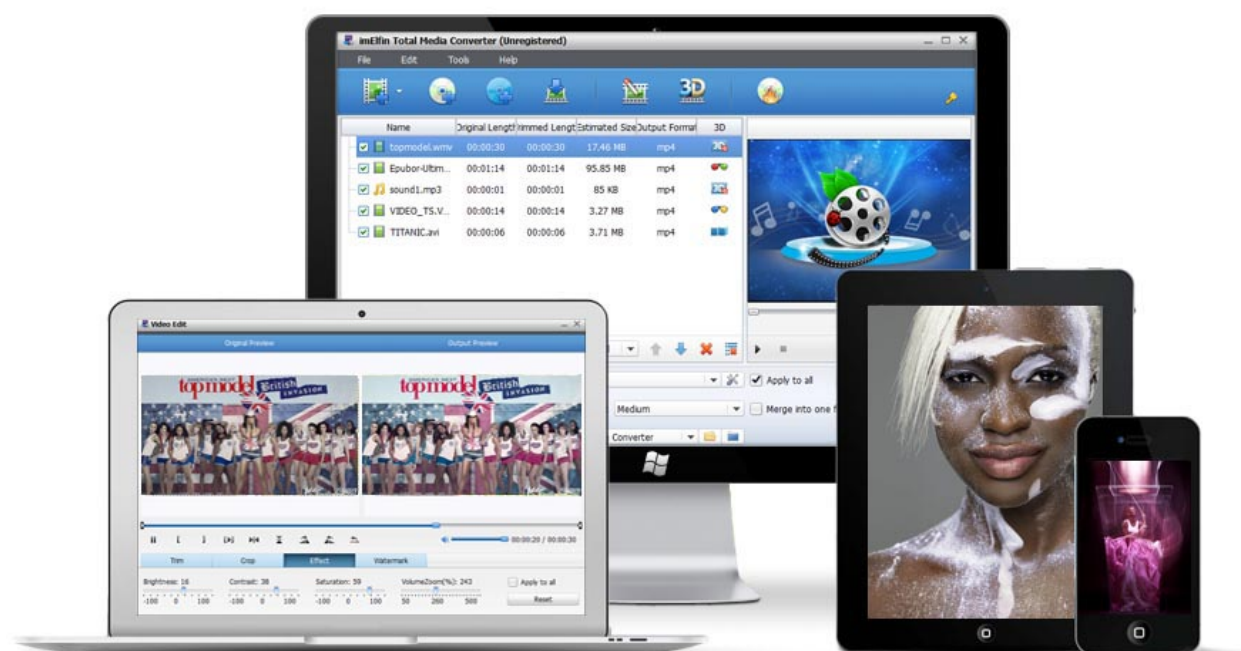 imElfin Total Media Converter (Unregistered)
File Edit Tools Help
3D
Name Original Length Trimmed Lengt Estimated Size Output Format 3D
topmodel.wmv 00:00:30 00:00:30 17.46 MB mp4
Epubor-Ultim... 00:01:14 00:01:14 95.85 MB mp4
sound1.mp3 00:00:01 00:00:01 85 KB mp4
VIDEO_TS.V... 00:00:14 00:00:14 3.27 MB mp4
TITANIC.avi 00:00:06 00:00:06 3.71 MB mp4
Apply to all
Medium Merge into one f
Converter
Video Edit
Original Preview Output Preview
AMERICA'S NEXT
top model British
INVASION
AMERICA'S NEXT
top model British
INVASION
00:00:20 / 00:00:30
Trim Crop Effect Watermark
Brightness: 16 Contrast: 38 Saturation: 59 VolumeZoom(%): 243 Apply to all
-100 0 100 -100 0 100 -100 0 100 50 260 500 Reset